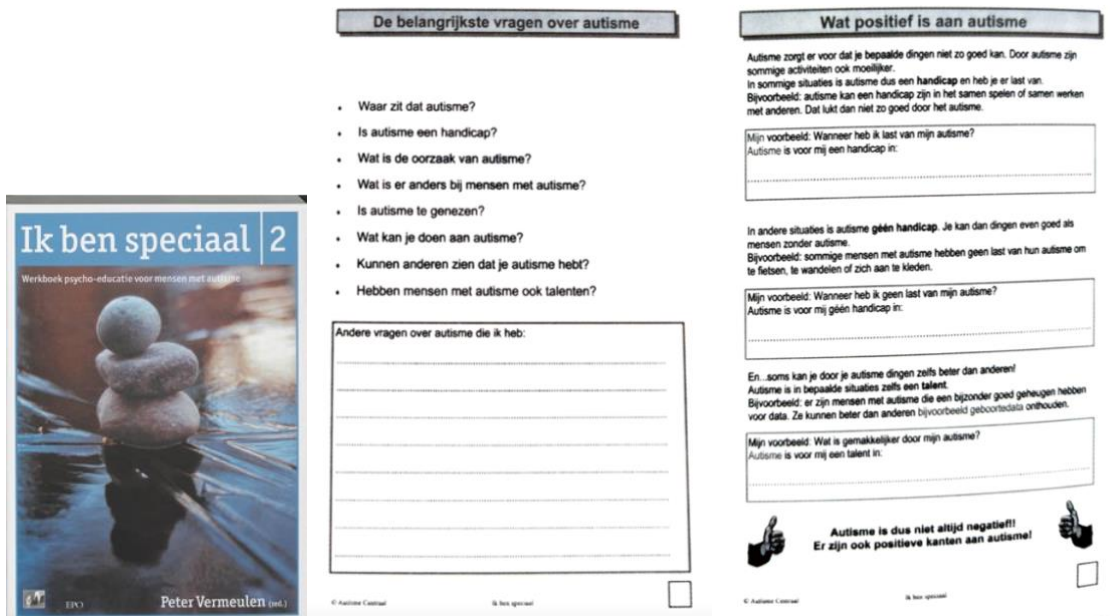 Ik ben speciaal 2
Werkboek psycho-educatie voor mensen met autisme
EPO
Peter Vermeulen (red.)
De belangrijkste vragen over autisme
• Waar zit dat autisme?
• Is autisme een handicap?
• Wat is de oorzaak van autisme?
• Wat is er anders bij mensen met autisme?
• Is autisme te genezen?
• Wat kan je doen aan autisme?
• Kunnen anderen zien dat je autisme hebt?
• Hebben mensen met autisme ook talenten?
Andere vragen over autisme die ik heb:
© Autisme Centraal
Ik ben speciaal
Wat positief is aan autisme
Autisme zorgt er voor dat je bepaalde dingen niet zo goed kan. Door autisme zijn
sommige activiteiten ook moeilijker.
In sommige situaties is autisme dus een handicap en heb je er last van.
Bijvoorbeeld: autisme kan een handicap zijn in het samen spelen of samen werken
met anderen. Dat lukt dan niet zo goed door het autisme.
Mijn voorbeeld: Wanneer heb ik last van mijn autisme?
Autisme is voor mij een handicap in:
In andere situaties is autisme géén handicap. Je kan dan dingen even goed als
mensen zonder autisme.
Bijvoorbeeld: sommige mensen met autisme hebben geen last van hun autisme om
te fietsen, te wandelen of zich aan te kleden.
Mijn voorbeeld: Wanneer heb ik geen last van mijn autisme?
Autisme is voor mij géén handicap in:
En...soms kan je door je autisme dingen zelfs beter dan anderen!
Autisme is in bepaalde situaties zelfs een talent.
Bijvoorbeeld: er zijn mensen met autisme die een bijzonder goed geheugen hebben
voor data. Ze kunnen beter dan anderen bijvoorbeeld geboortedata onthouden.
Mijn voorbeeld: Wat is gemakkelijker door mijn autisme?
Autisme is voor mij een talent in:
Autisme is dus niet altijd negatief!!
Er zijn ook positieve kanten aan autisme!
© Autisme Centraal
Ik ben speciaal